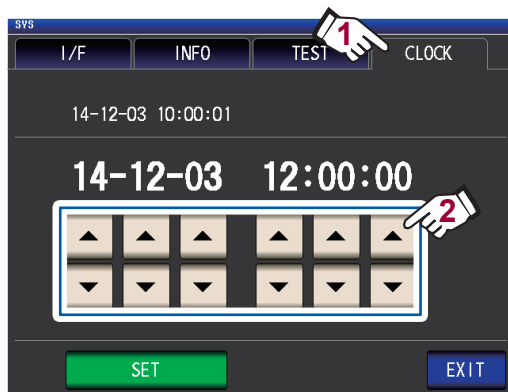 SYS
I/F INFO TEST CLOCK
1
14-12-03 10:00:01
14-12-03 12:00:00
2
SET EXIT